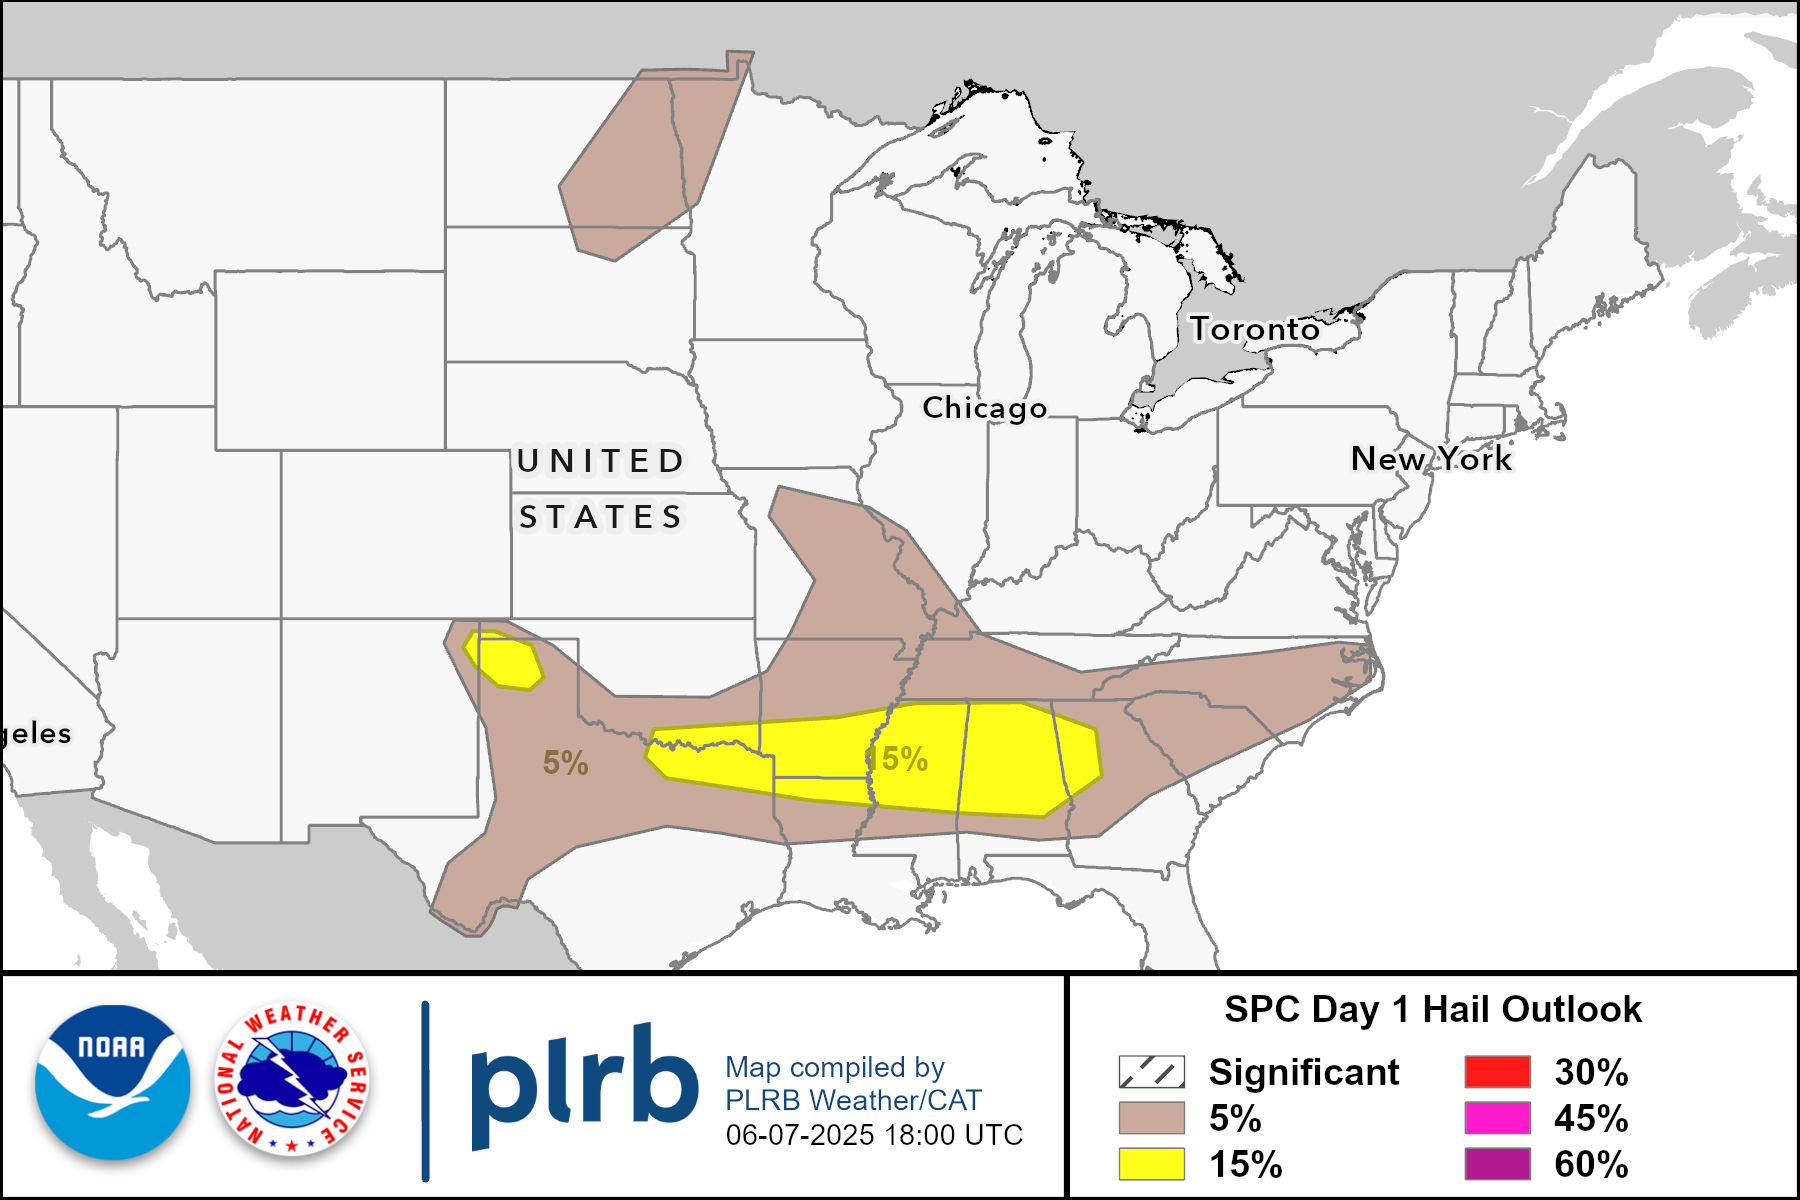 Toronto
Chicago
New York
UNITED
STATES
geles
5%
15%
NOAA
NATIONAL WEATHER SERVICE
plrb
Map compiled by
PLRB Weather/CAT
06-07-2025 18:00 UTC
SPC Day 1 Hail Outlook
Significant
5%
15%
30%
45%
60%